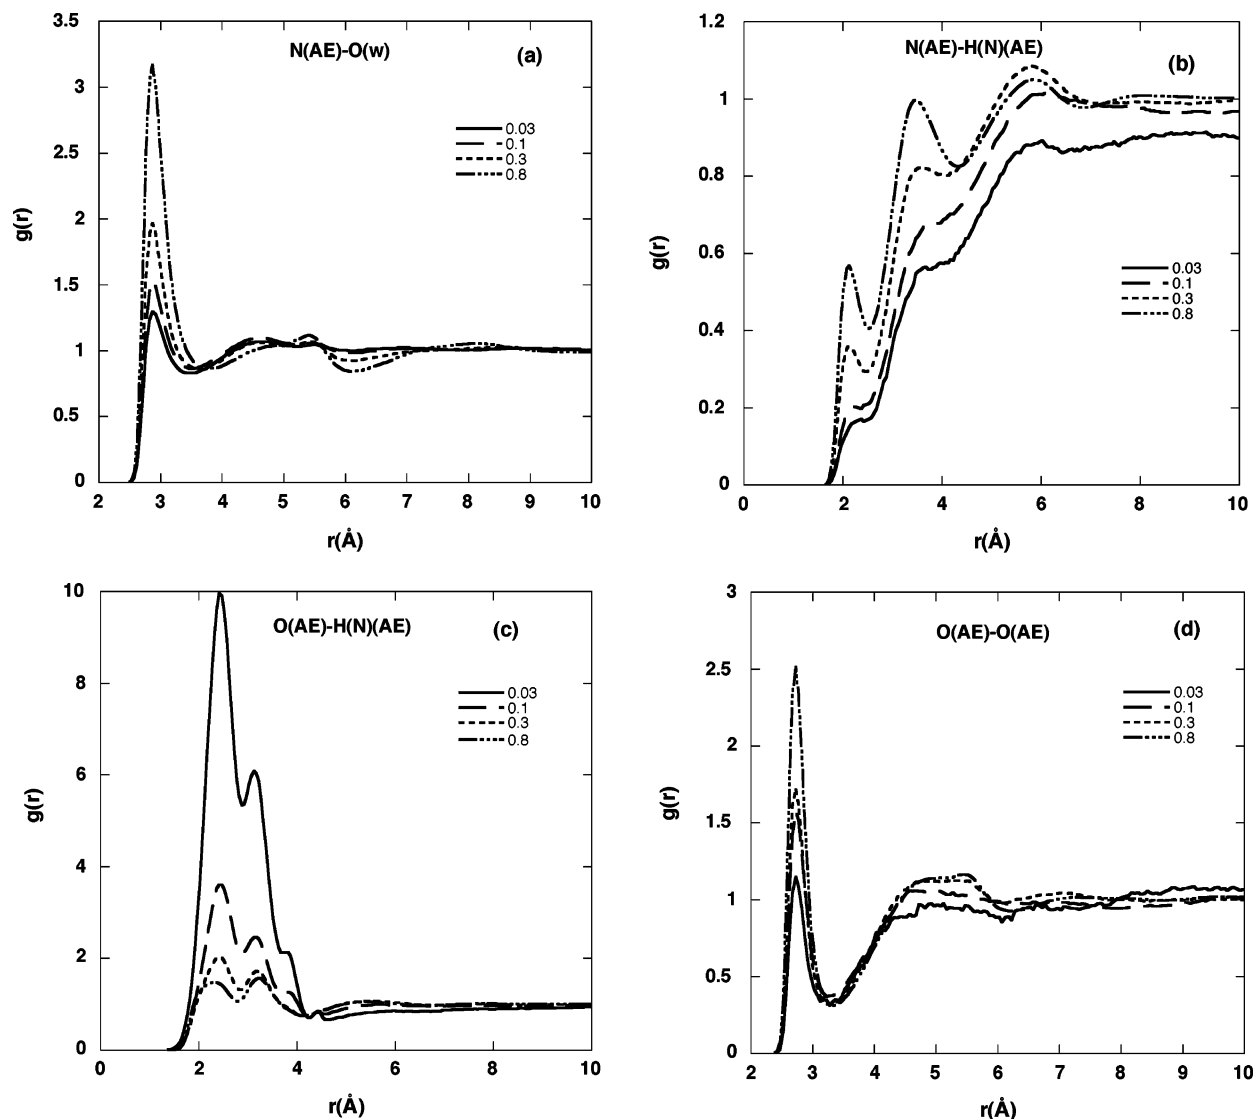 N(AE)-O(w)
(a)
3.5
3
2.5
2
1.5
1
0.5
0
g(r)
0.03
0.1
0.3
0.8
2 3 4 5 6 7 8 9 10
r(Å)
N(AE)-H(N)(AE)
(b)
1.2
1
0.8
0.6
0.4
0.2
0
g(r)
0.03
0.1
0.3
0.8
0 2 4 6 8 10
r(Å)
O(AE)-H(N)(AE)
(c)
10
8
6
4
2
0
g(r)
0.03
0.1
0.3
0.8
0 2 4 6 8 10
r(Å)
O(AE)-O(AE)
(d)
3
2.5
2
1.5
1
0.5
0
g(r)
0.03
0.1
0.3
0.8
2 3 4 5 6 7 8 9 10
r(Å)